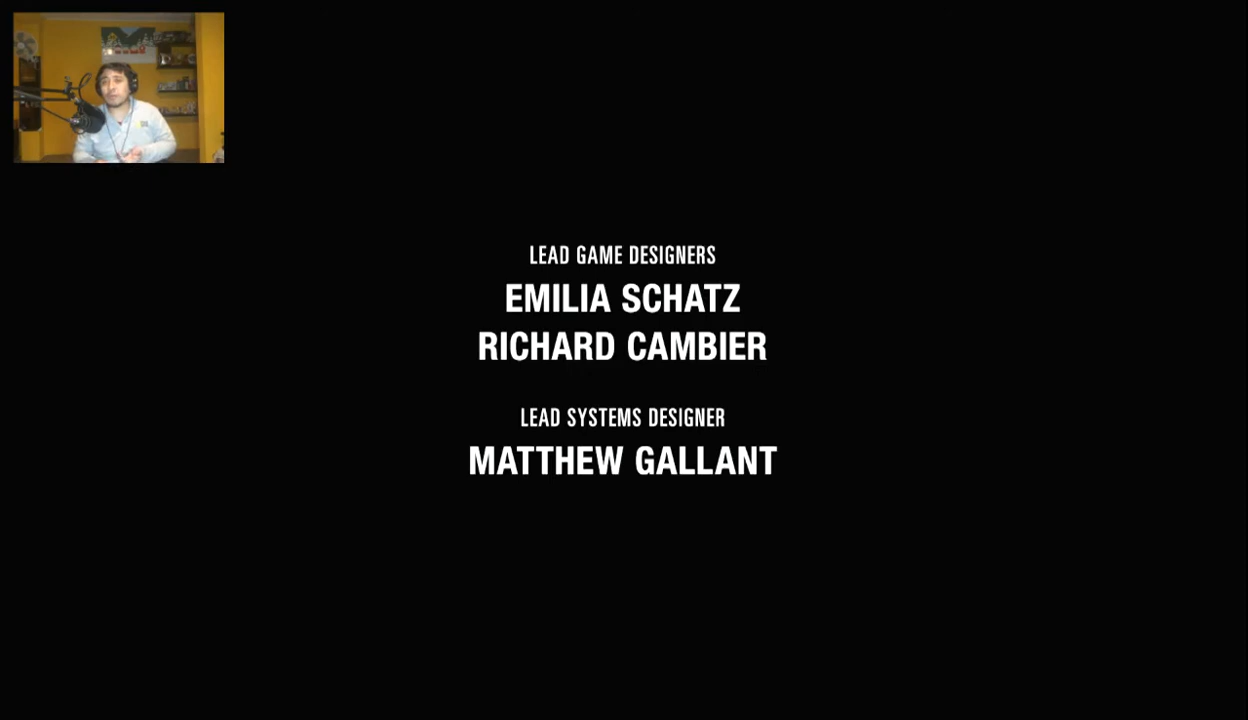 LEAD GAME DESIGNERS
EMILIA SCHATZ
RICHARD CAMBIER
LEAD SYSTEMS DESIGNER
MATTHEW GALLANT